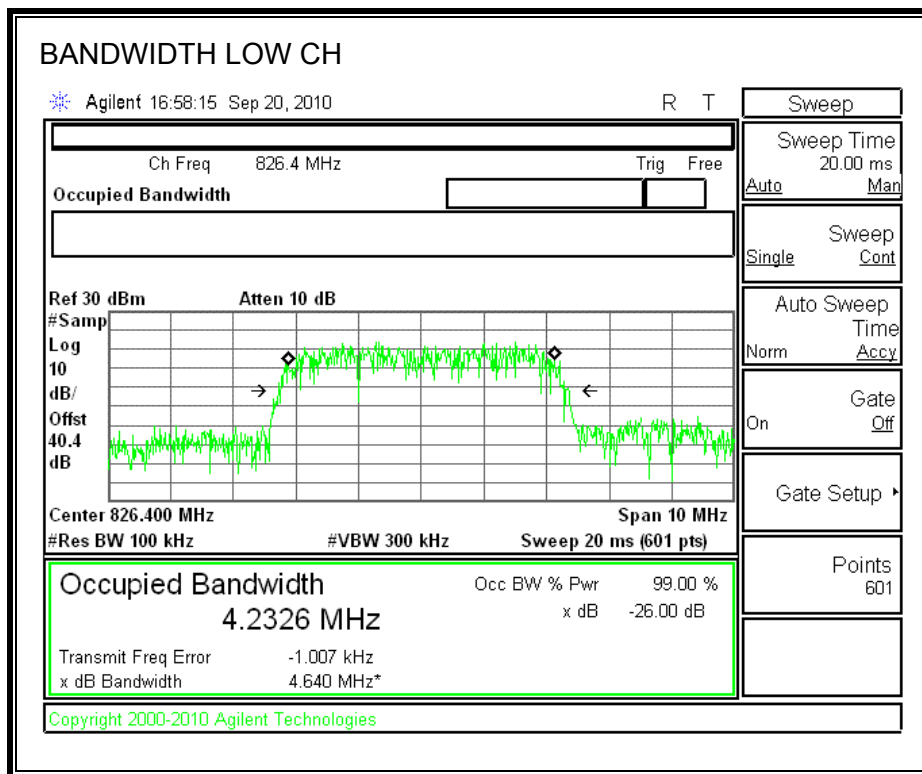 BANDWIDTH LOW CH
Agilent 16:58:15 Sep 20, 2010 R T
Ch Freq 826.4 MHz Trig Free
Occupied Bandwidth
Ref 30 dBm Atten 10 dB
#Samp
Log
10
dB/
Offst
40.4
dB
Center 826.400 MHz Span 10 MHz
#Res BW 100 kHz #VBW 300 kHz Sweep 20 ms (601 pts)
Occupied Bandwidth Occ BW % Pwr 99.00 %
4.2326 MHz x dB -26.00 dB
Transmit Freq Error -1.007 kHz
x dB Bandwidth 4.640 MHz*
Copyright 2000-2010 Agilent Technologies
Sweep
Sweep Time
20.00 ms
Auto Man
Sweep
Single Cont
Auto Sweep
Time
Norm Accy
Gate
On Off
Gate Setup
Points
601